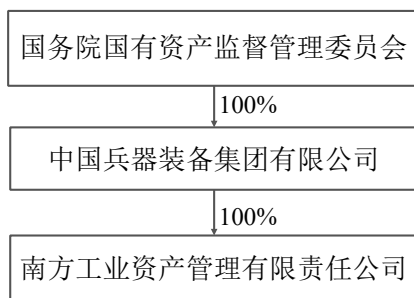 国务院国有资产监督管理委员会
100%
中国兵器装备集团有限公司
100%
南方工业资产管理有限责任公司